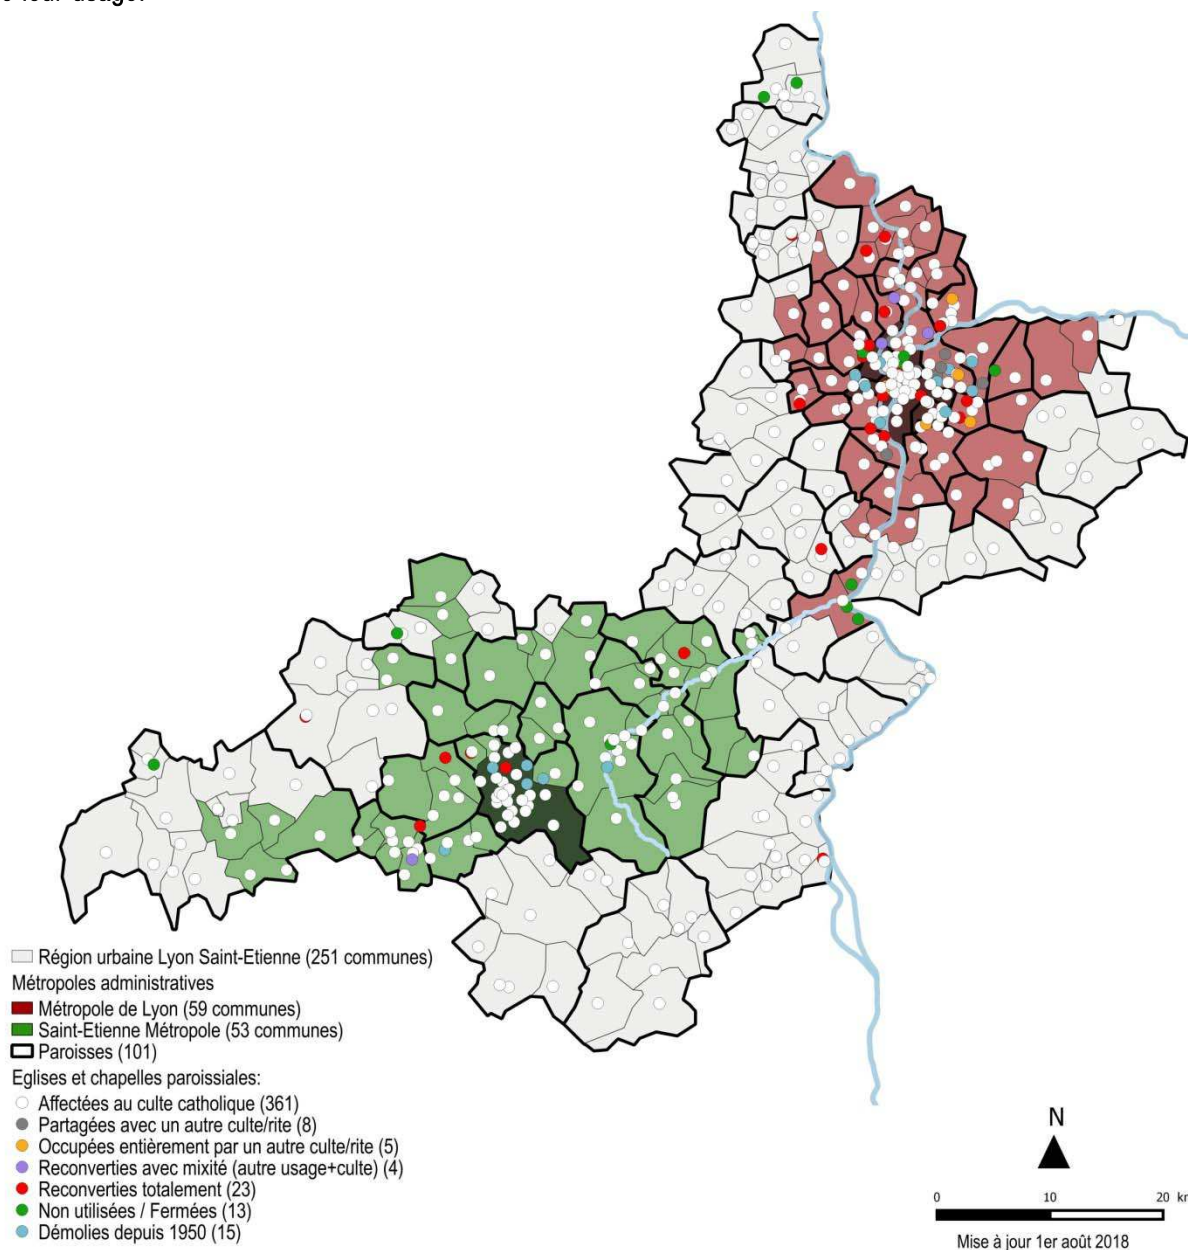 leur usage.
Région urbaine Lyon Saint-Etienne (251 communes)
Métropoles administratives
Métropole de Lyon (59 communes)
Saint-Etienne Métropole (53 communes)
Paroisses (101)
Eglises et chapelles paroissiales:
Affectées au culte catholique (361)
Partagées avec un autre culte/rite (8)
Occupées entièrement par un autre culte/rite (5)
Reconverties avec mixité (autre usage+culte) (4)
Reconverties totalement (23)
Non utilisées / Fermées (13)
Démolies depuis 1950 (15)
N
0 10 20 km
Mise à jour 1er août 2018